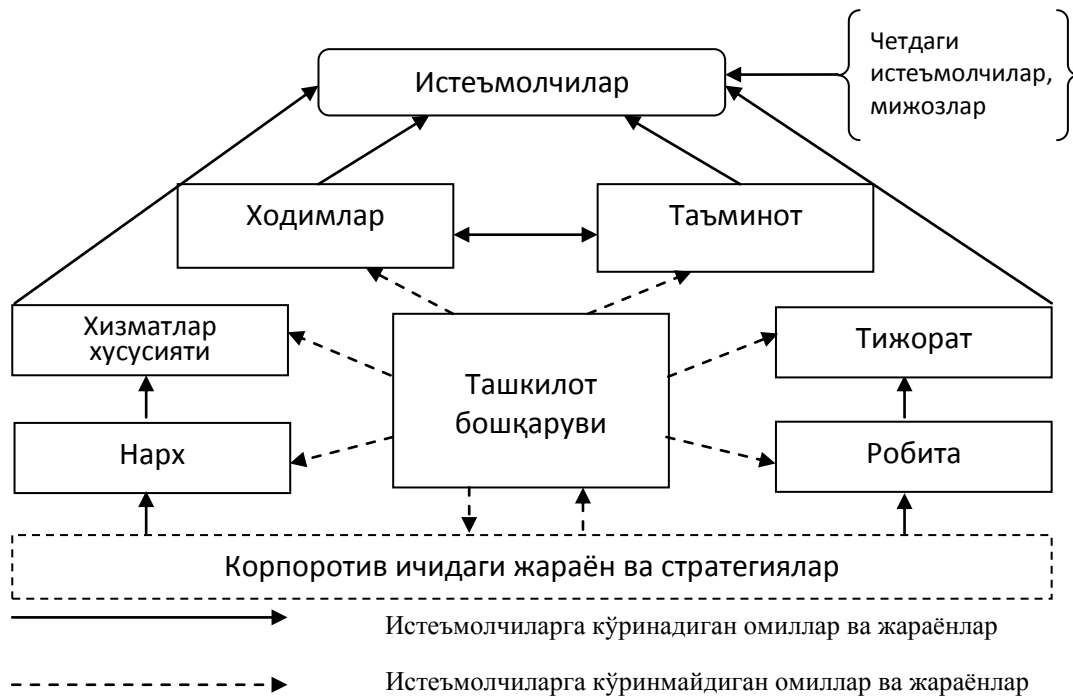 Истеъмолчилар
Четдаги
истеъмолчилар,
мижозлар
Ходимлар
Таъминот
Хизматлар
хусусияти
Ташкилот
бошқаруви
Тижорат
Нарх
Робита
Корпоротив ичидаги жараён ва стратегиялар
Истеъмолчиларга кўринадиган омиллар ва жараёнлар
Истеъмолчиларга кўринмайдиган омиллар ва жараёнлар